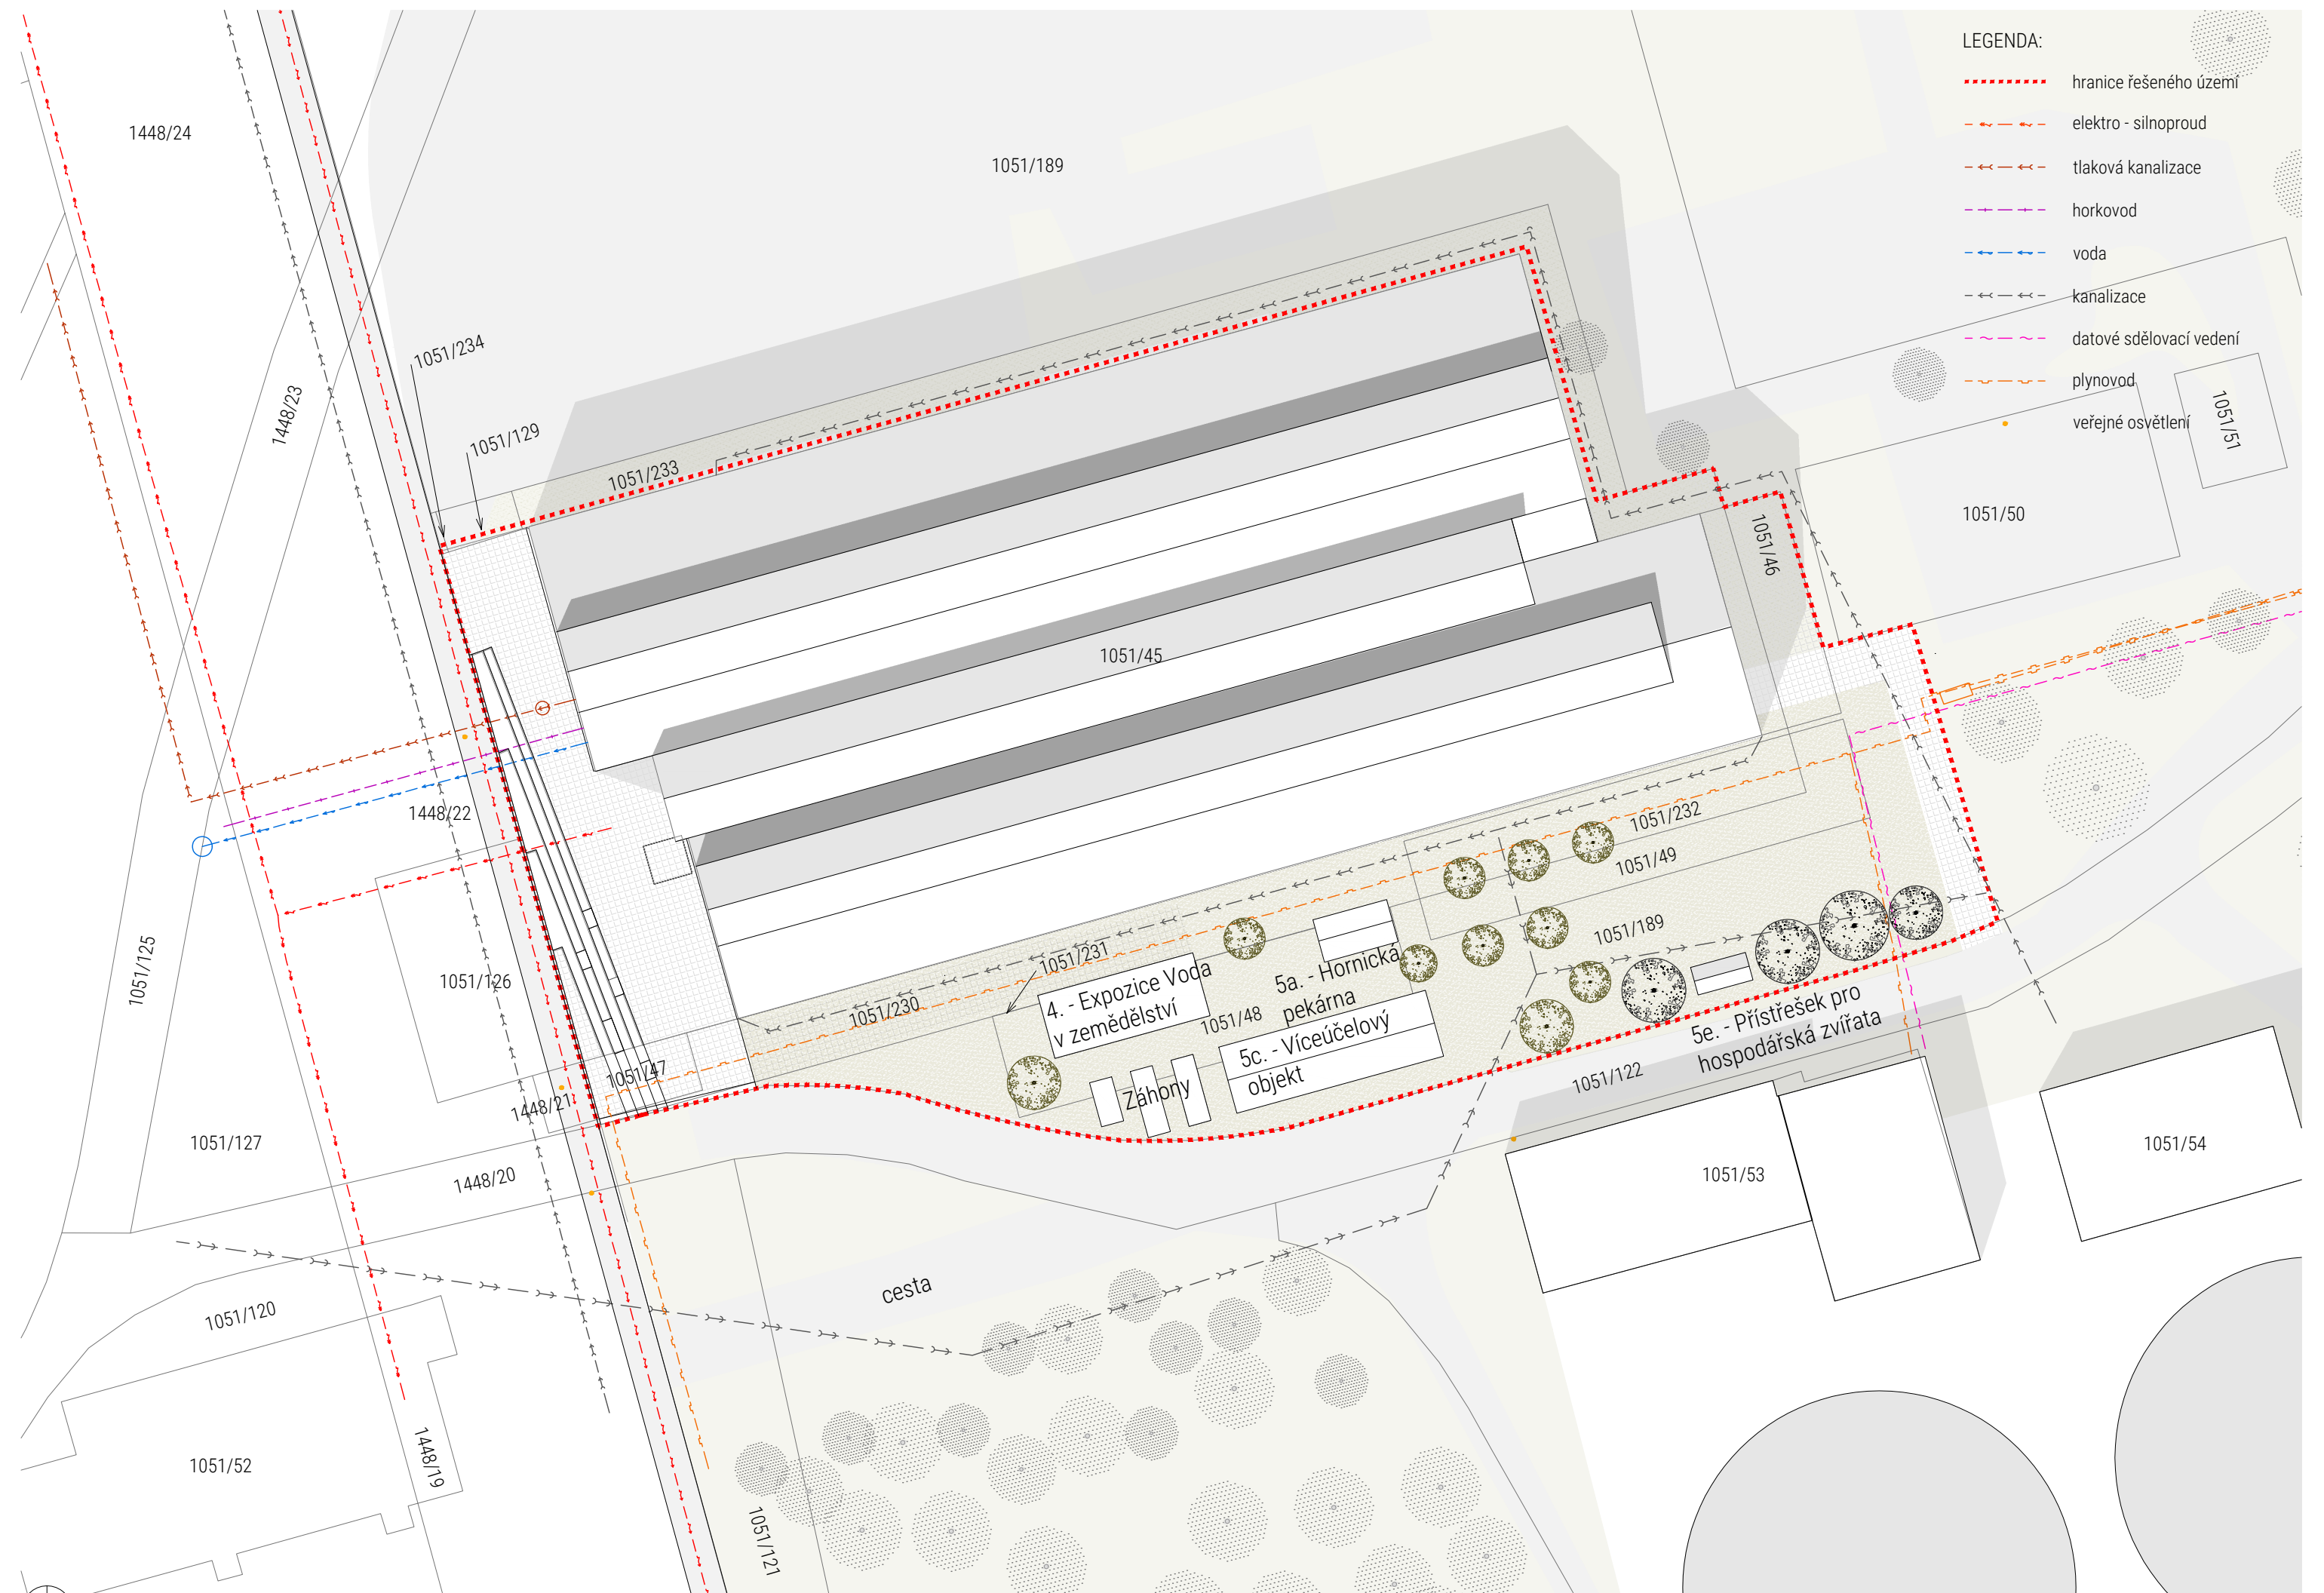 LEGENDA:
hranice řešeného území
elektro - silnoproud
tlaková kanalizace
horkovod
voda
kanalizace
datové sdělovací vedení
plynovod
veřejné osvětlení
1448/24
1051/189
1051/234
1448/23
1051/129
1051/233
1051/51
1051/50
1051/46
1051/45
1448/22
1051/232
1051/49
1051/189
1051/125
1051/126
1051/231
1051/230
4. - Expozice Voda
v zemědělství
5a. - Hornická
pekárna
1051/48
5c. - Víceúčelový
objekt
5e. - Přístřešek pro
hospodářská zvířata
Záhony
1051/47
1448/21
1051/122
1051/127
1448/20
1051/53
1051/54
cesta
1051/120
1051/52
1448/19
1051/121